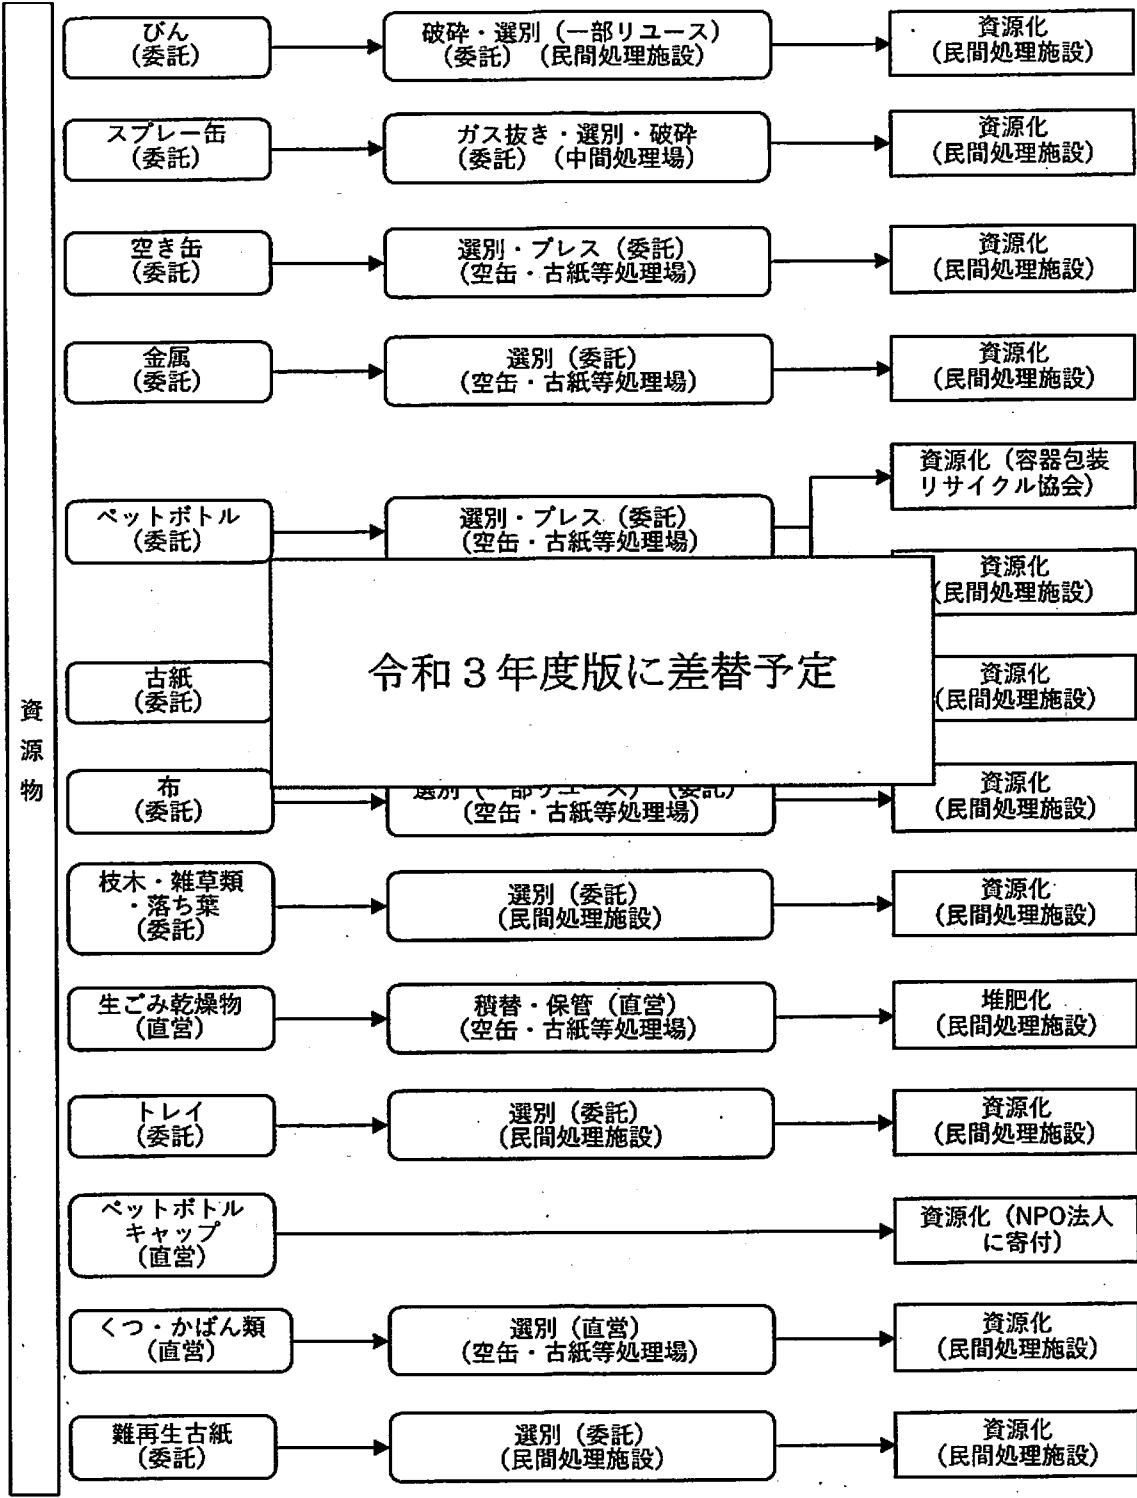 資源物
びん
(委託)
破砕・選別(一部リユース)
(委託)(民間処理施設)
資源化
(民間処理施設)
スプレー缶
(委託)
ガス抜き・選別・破砕
(委託)(中間処理場)
資源化
(民間処理施設)
空き缶
(委託)
選別・プレス(委託)
(空缶・古紙等処理場)
資源化
(民間処理施設)
金属
(委託)
選別(委託)
(空缶・古紙等処理場)
資源化
(民間処理施設)
ペットボトル
(委託)
選別・プレス(委託)
(空缶・古紙等処理場)
資源化(容器包装
リサイクル協会)
資源化
(民間処理施設)
令和3年度版に差替予定
古紙
(委託)
資源化
(民間処理施設)
布
(委託)
選別(一部リユース)(委託)
(空缶・古紙等処理場)
資源化
(民間処理施設)
枝木・雑草類
・落ち葉
(委託)
選別(委託)
(民間処理施設)
資源化
(民間処理施設)
生ごみ乾燥物
(直営)
積替・保管(直営)
(空缶・古紙等処理場)
堆肥化
(民間処理施設)
トレイ
(委託)
選別(委託)
(民間処理施設)
資源化
(民間処理施設)
ペットボトル
キャップ
(直営)
資源化(NPO法人
に寄付)
くつ・かばん類
(直営)
選別(直営)
(空缶・古紙等処理場)
資源化
(民間処理施設)
難再生古紙
(委託)
選別(委託)
(民間処理施設)
資源化
(民間処理施設)